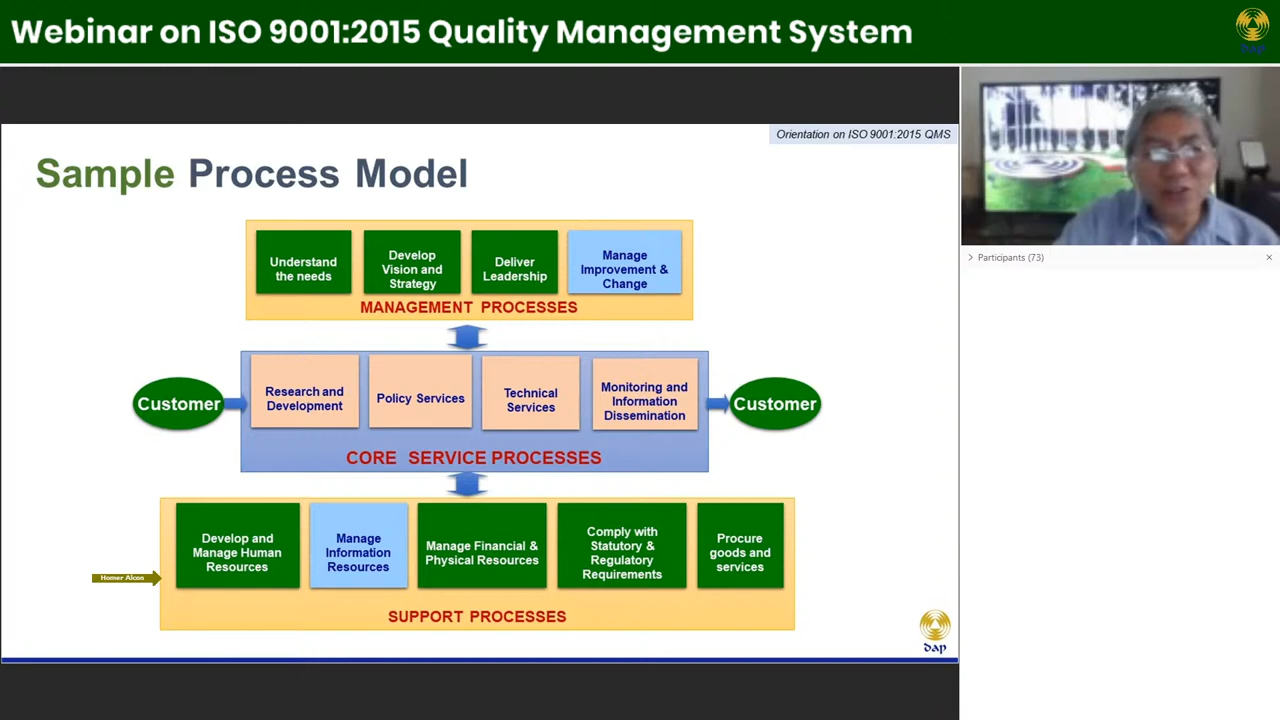 Webinar on ISO 9001:2015 Quality Management System
dap
Orientation on ISO 9001:2015 QMS
Sample Process Model
Understand
the needs
Develop
Vision and
Strategy
Deliver
Leadership
Manage
Improvement &
Change
MANAGEMENT PROCESSES
Customer
Research and
Development
Policy Services
Technical
Services
Monitoring and
Information
Dissemination
Customer
CORE SERVICE PROCESSES
Develop and
Manage Human
Resources
Manage
Information
Resources
Manage Financial &
Physical Resources
Comply with
Statutory &
Regulatory
Requirements
Procure
goods and
services
Homer Alcon
SUPPORT PROCESSES
dap
Participants (73)